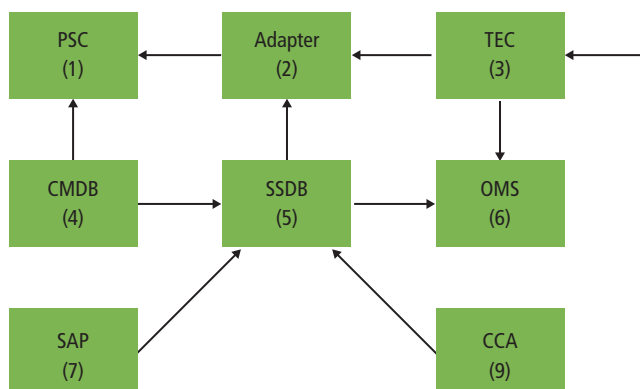 PSC
(1)
Adapter
(2)
TEC
(3)
CMDB
(4)
SSDB
(5)
OMS
(6)
SAP
(7)
CCA
(9)